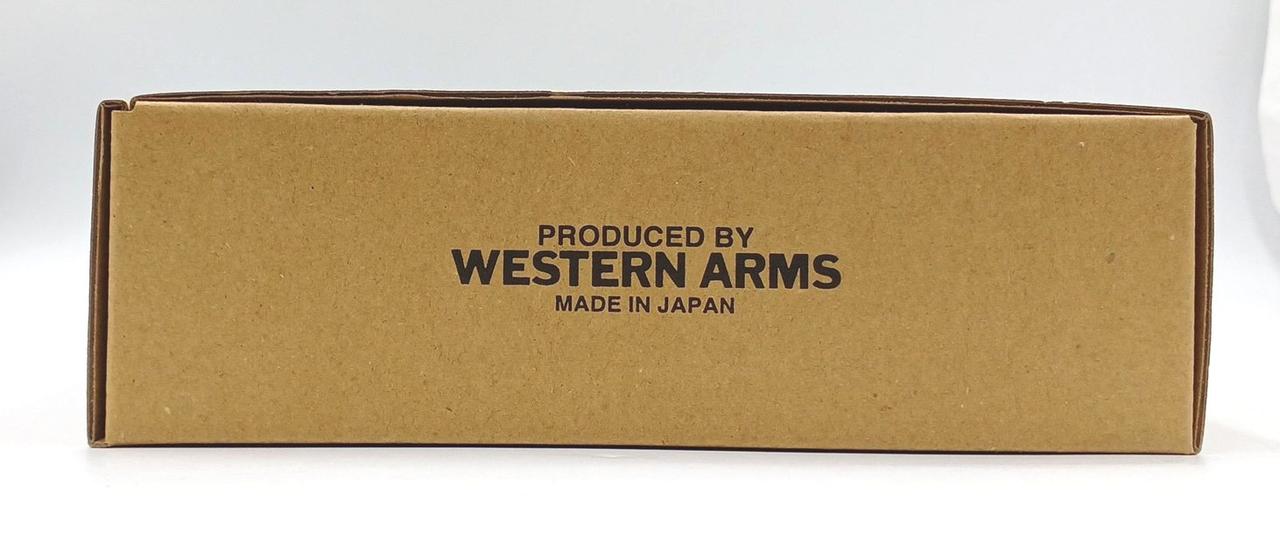 PRODUCED BY
WESTERN ARMS
MADE IN JAPAN